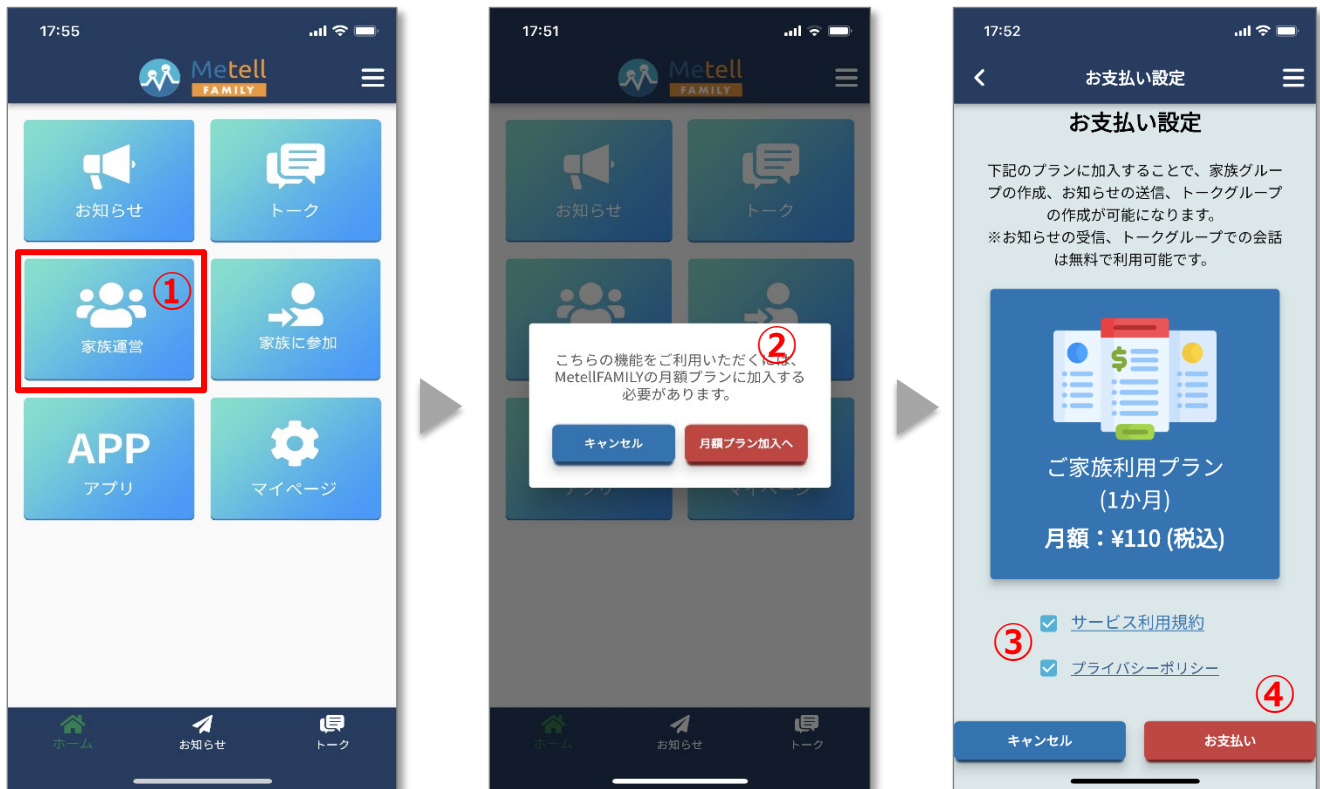 17:55
Metell
FAMILY
お知らせ
トーク
①
家族運営
家族に参加
APP
アプリ
マイページ
ホーム
お知らせ
トーク
17:51
Metell
FAMILY
お知らせ
トーク
②
こちらの機能をご利用いただくには、
MetellFAMILYの月額プランに加入する
必要があります。
キャンセル
月額プラン加入へ
アプリ
マイページ
ホーム
お知らせ
トーク
17:52
お支払い設定
お支払い設定
下記のプランに加入することで、家族グルー
プの作成、お知らせの送信、トークグループ
の作成が可能になります。
※お知らせの受信、トークグループでの会話
は無料で利用可能です。
$
ご家族利用プラン
(1か月)
月額：¥110 (税込)
③
サービス利用規約
プライバシーポリシー
④
キャンセル
お支払い